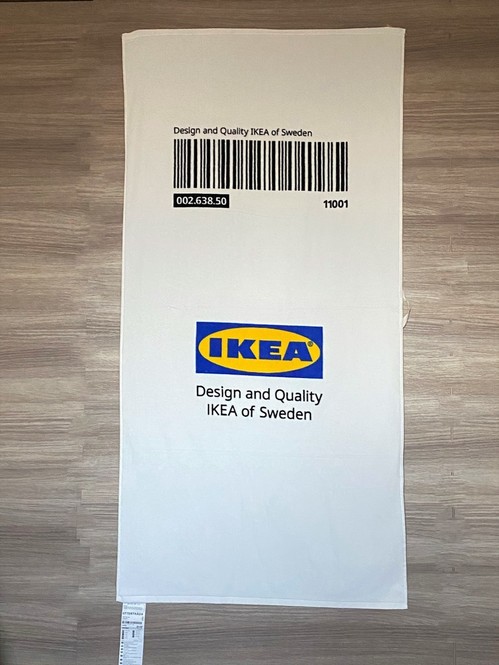 Design and Quality IKEA of Sweden
002.638.50
11001
IKEA®
Design and Quality
IKEA of Sweden